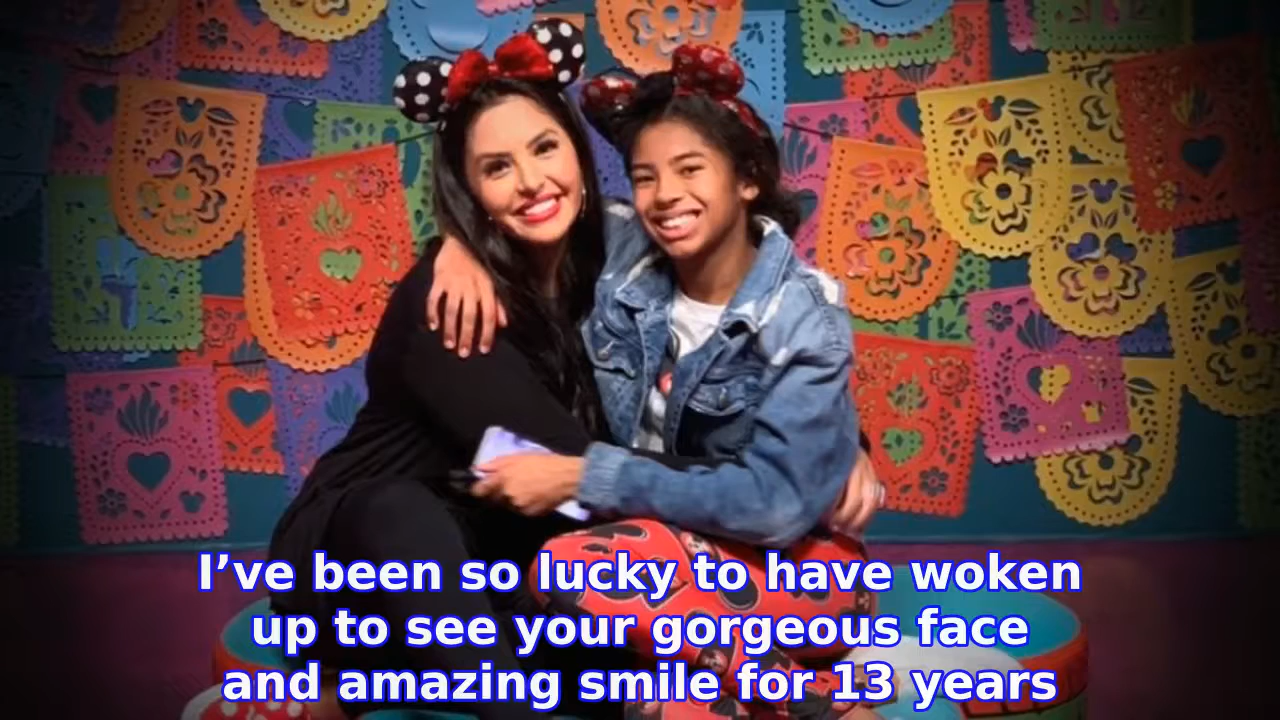 I’ve been so lucky to have woken
up to see your gorgeous face
and amazing smile for 13 years